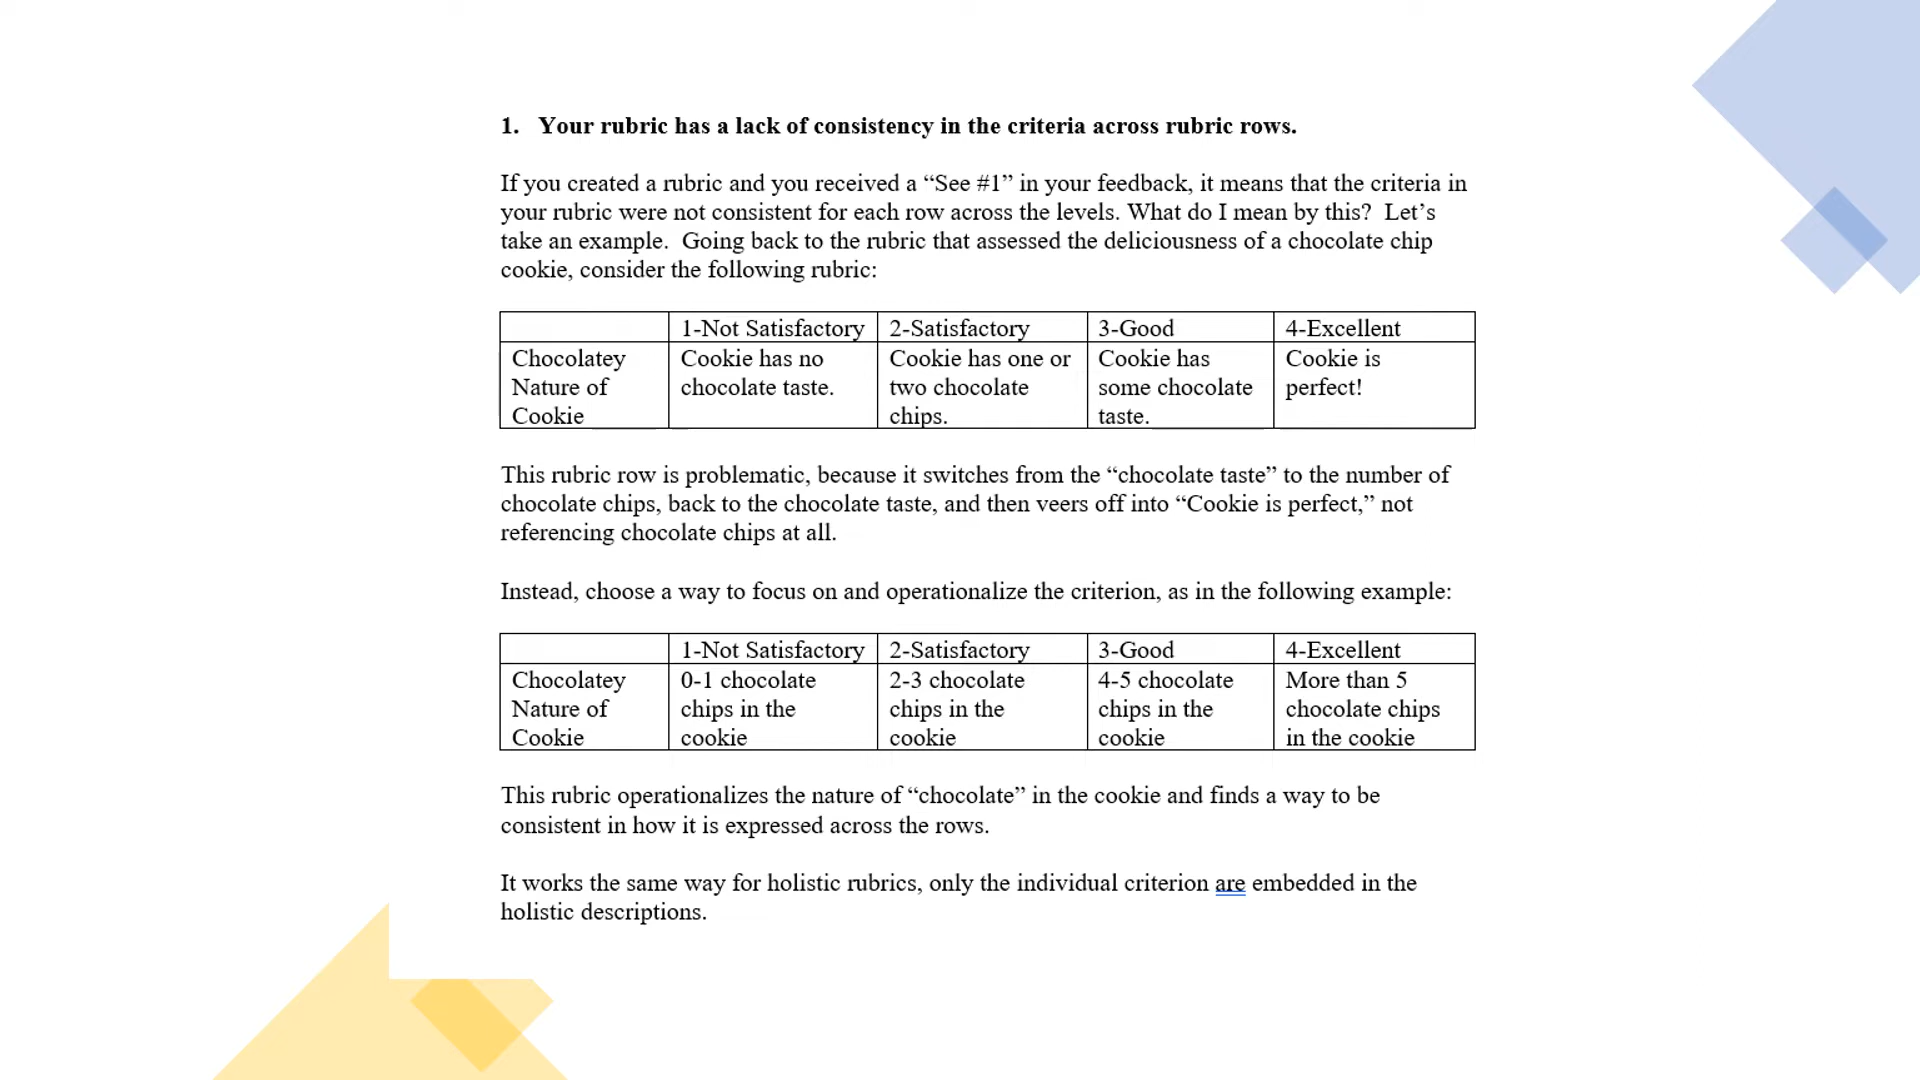 1. Your rubric has a lack of consistency in the criteria across rubric rows.
If you created a rubric and you received a “See #1” in your feedback, it means that the criteria in
your rubric were not consistent for each row across the levels. What do I mean by this?  Let’s
take an example.  Going back to the rubric that assessed the deliciousness of a chocolate chip
cookie, consider the following rubric:
1-Not Satisfactory 2-Satisfactory 3-Good 4-Excellent
Chocolatey Cookie has no Cookie has one or Cookie has Cookie is
Nature of chocolate taste. two chocolate some chocolate perfect!
Cookie chips. taste.
This rubric row is problematic, because it switches from the “chocolate taste” to the number of
chocolate chips, back to the chocolate taste, and then veers off into “Cookie is perfect,” not
referencing chocolate chips at all.
Instead, choose a way to focus on and operationalize the criterion, as in the following example:
1-Not Satisfactory 2-Satisfactory 3-Good 4-Excellent
Chocolatey 0-1 chocolate 2-3 chocolate 4-5 chocolate More than 5
Nature of chips in the chips in the chips in the chocolate chips
Cookie cookie cookie cookie in the cookie
This rubric operationalizes the nature of “chocolate” in the cookie and finds a way to be
consistent in how it is expressed across the rows.
It works the same way for holistic rubrics, only the individual criterion are embedded in the
holistic descriptions.